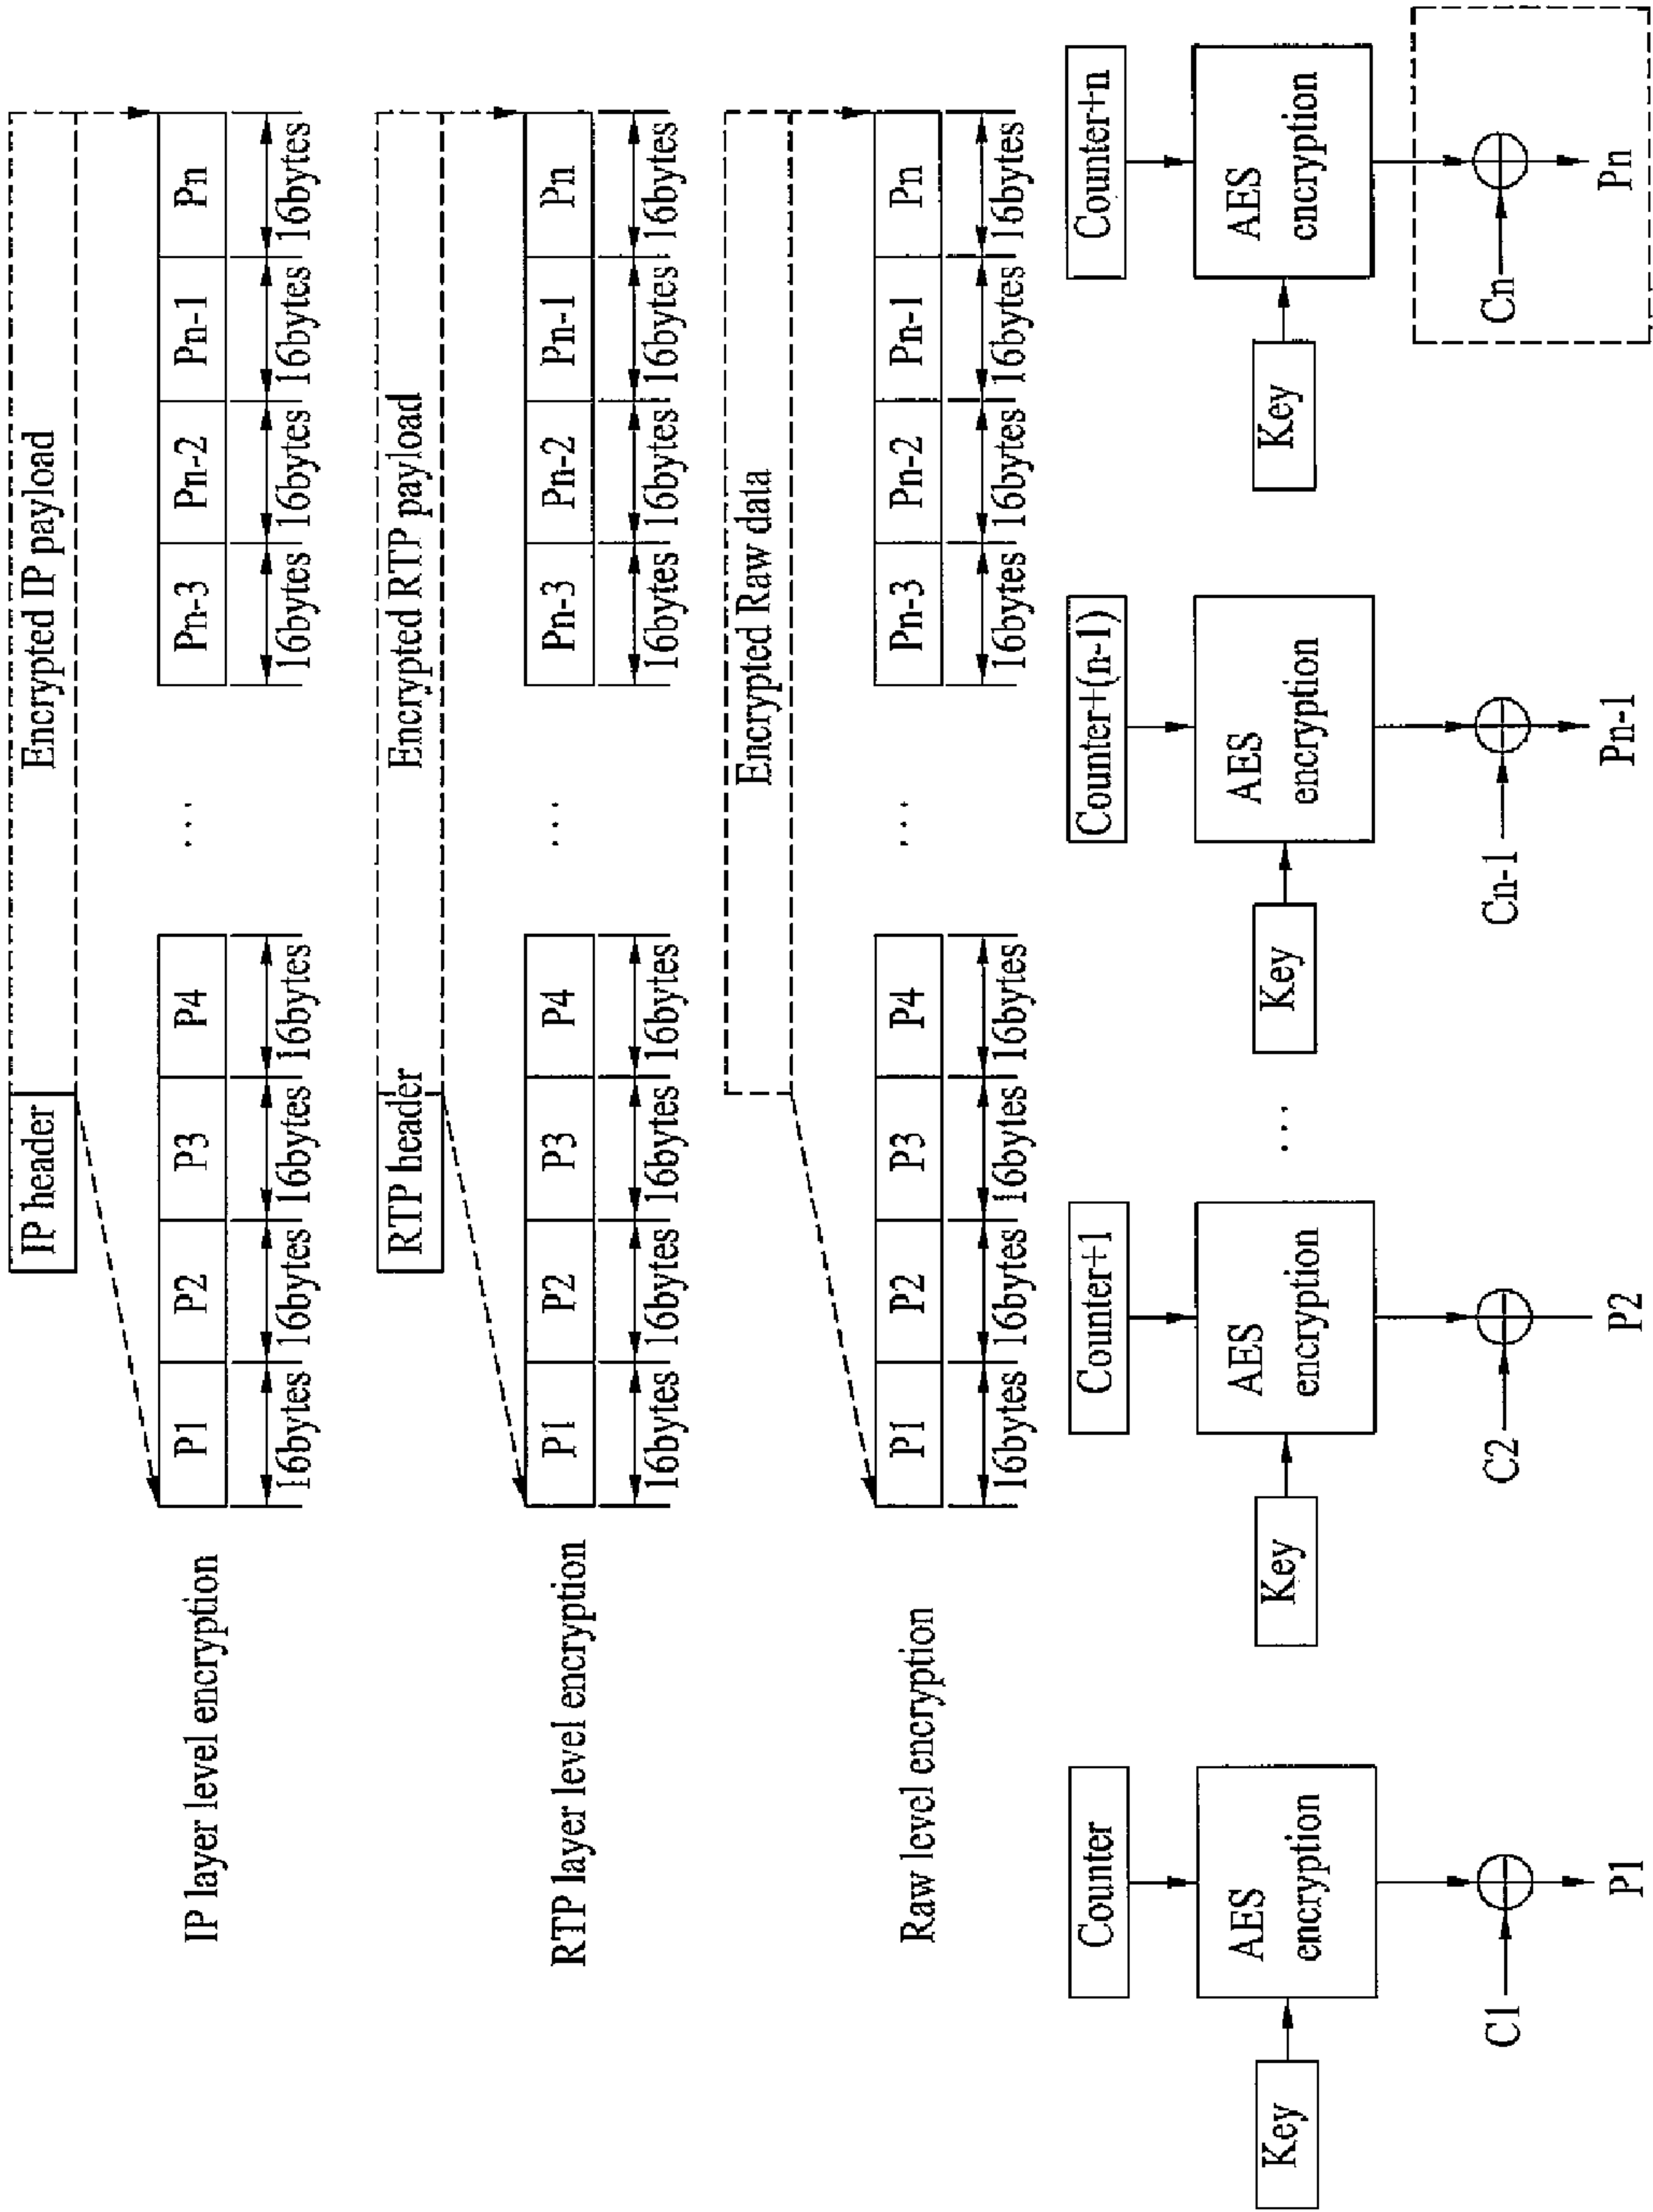 IP header
Encrypted IP payload
IP layer level encryption
P1 P2 P3 P4 ... Pn-3 Pn-2 Pn-1 Pn
16bytes 16bytes 16bytes 16bytes 16bytes 16bytes 16bytes 16bytes
RTP header
Encrypted RTP payload
RTP layer level encryption
P1 P2 P3 P4 ... Pn-3 Pn-2 Pn-1 Pn
16bytes 16bytes 16bytes 16bytes 16bytes 16bytes 16bytes 16bytes
Encrypted Raw data
Raw level encryption
P1 P2 P3 P4 ... Pn-3 Pn-2 Pn-1 Pn
16bytes 16bytes 16bytes 16bytes 16bytes 16bytes 16bytes 16bytes
Counter
Key
AES
encryption
C1
P1
Counter+1
Key
AES
encryption
C2
P2
...
Counter+(n-1)
Key
AES
encryption
Cn-1
Pn-1
Counter+n
Key
AES
encryption
Cn
Pn